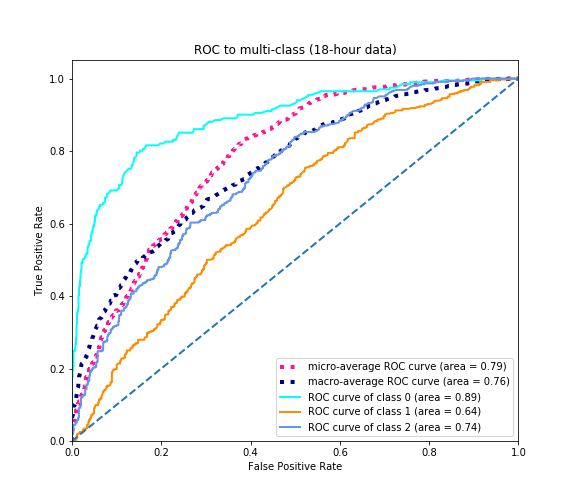 ROC to multi-class (18-hour data)
True Positive Rate
1.0
0.8
0.6
0.4
0.2
0.0
micro-average ROC curve (area = 0.79)
macro-average ROC curve (area = 0.76)
ROC curve of class 0 (area = 0.89)
ROC curve of class 1 (area = 0.64)
ROC curve of class 2 (area = 0.74)
0.0 0.2 0.4 0.6 0.8 1.0
False Positive Rate